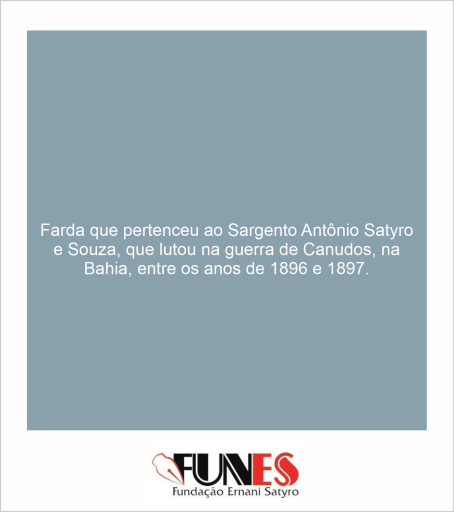 Farda que pertenceu ao Sargento Antônio Satyro
e Souza, que lutou na guerra de Canudos, na
Bahia, entre os anos de 1896 e 1897.
FUNES
Fundação Ernani Satyro